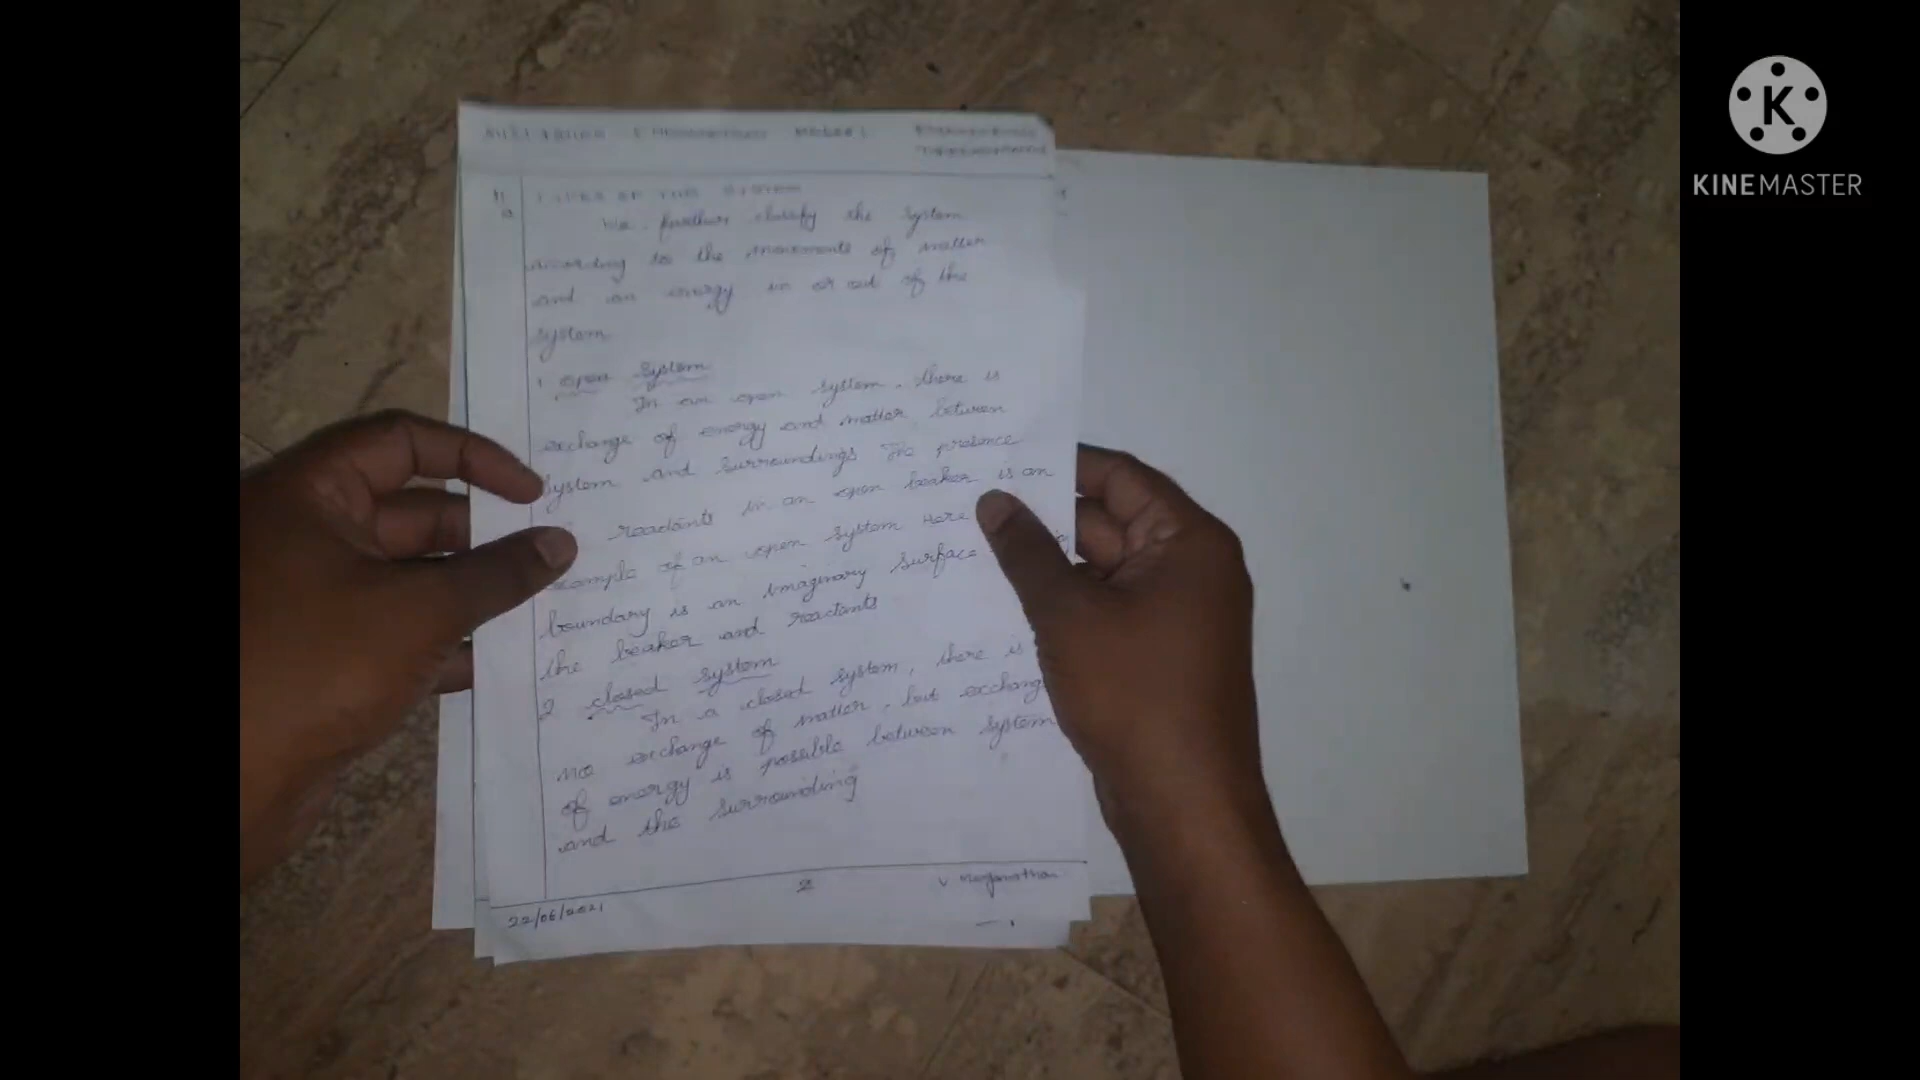 TYPES OF THE SYSTEM
We further classify the system
according to the movements of matter
and an energy in or out of the
system
1 open system
In an open system, there is
exchange of energy and matter between
system and surroundings The presence
reactants in an open beaker is an
example of an open system Here
boundary is an imaginary surface
the beaker and reactants
2 closed system
In a closed system, there is
no exchange of matter, but exchange
of energy is possible between system
and the surrounding
22/06/2021
2
KINEMASTER